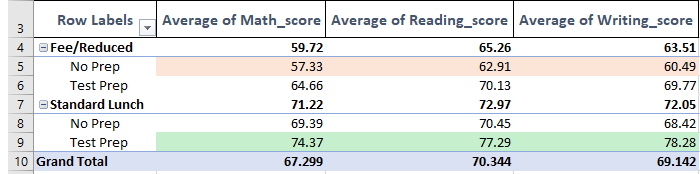 3 Row Labels Average of Math_score Average of Reading_score Average of Writing_score
4 Fee/Reduced 59.72 65.26 63.51
5 No Prep 57.33 62.91 60.49
6 Test Prep 64.66 70.13 69.77
7 Standard Lunch 71.22 72.97 72.05
8 No Prep 69.39 70.45 68.42
9 Test Prep 74.37 77.29 78.28
10 Grand Total 67.299 70.344 69.142